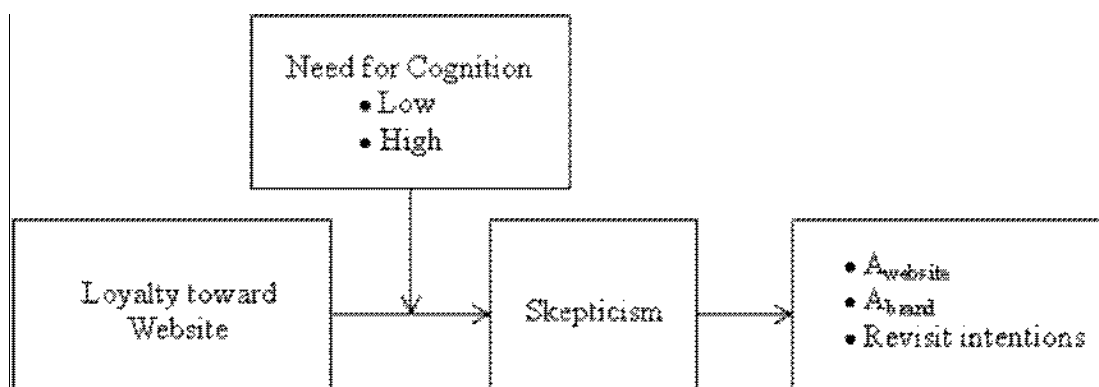 Need for Cognition
• Low
• High
Loyalty toward
Website
Skepticism
• Awebsite
• Abrand
• Revisit intentions